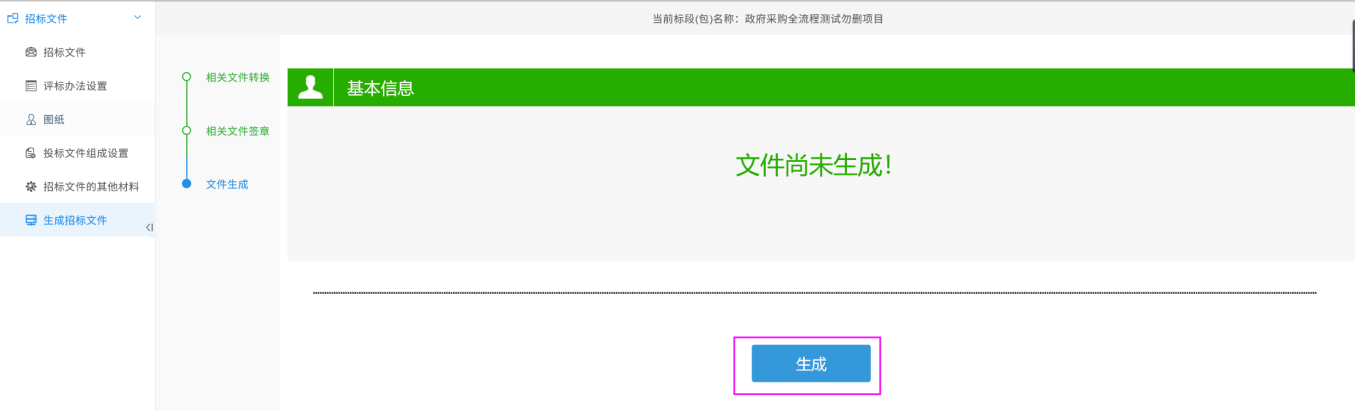 招标文件
当前标段(包)名称：政府采购全流程测试勿删项目
招标文件
评标办法设置
图纸
投标文件组成设置
招标文件的其他材料
生成招标文件
相关文件转换
相关文件签章
文件生成
基本信息
文件尚未生成！
生成